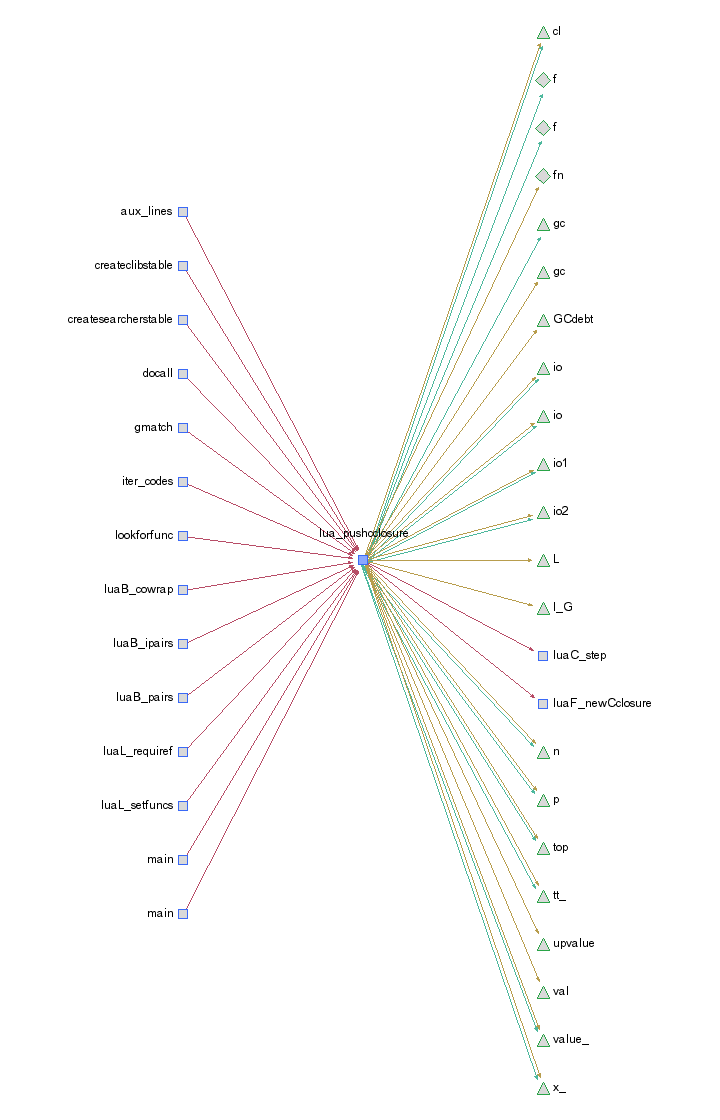 cl
f
f
fn
aux_lines
gc
createclibstable
gc
createsearcherstable
GCdebt
docall
io
gmatch
io
iter_codes
io1
io2
lookforfunc
lua_pushcclosure
luaB_cowrap
L
l_G
luaB_ipairs
luaC_step
luaB_pairs
luaF_newCclosure
luaL_requiref
n
luaL_setfuncs
p
main
top
main
tt_
upvalue
val
value_
x_